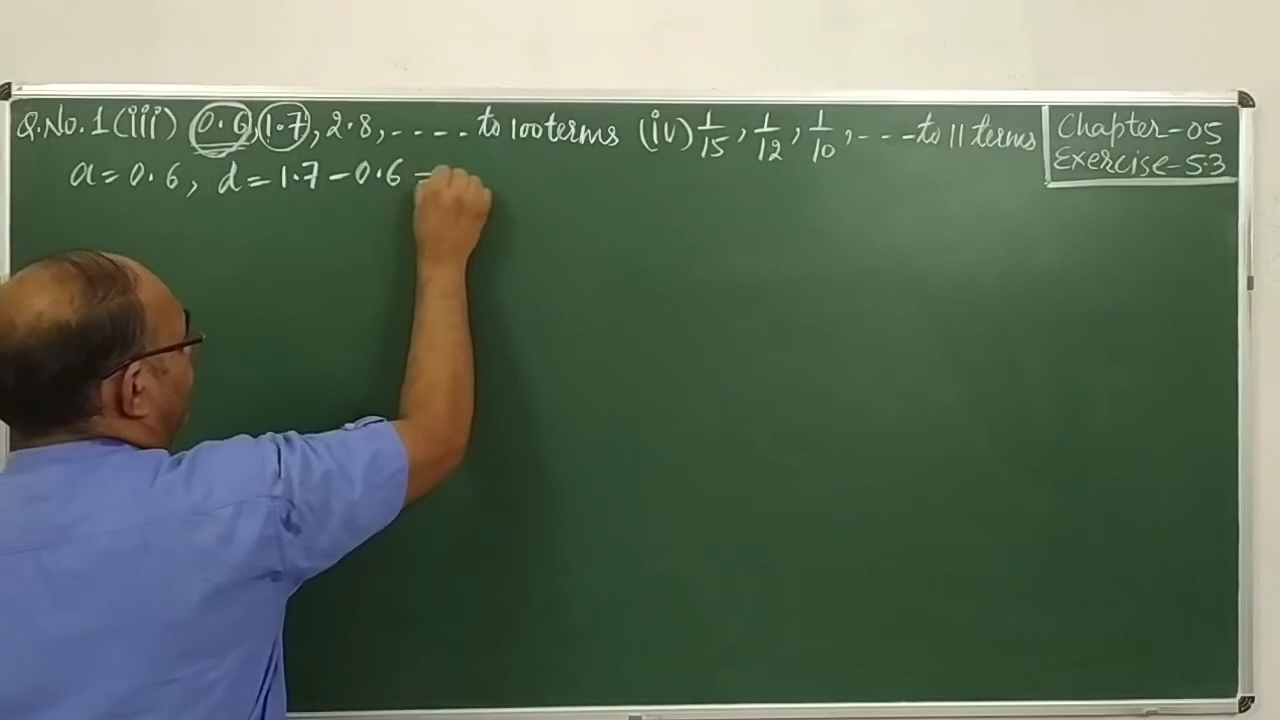 Q.No.1(iii) 0.6, 1.7, 2.8, .... to 100 terms (iv) 1/15, 1/12, 1/10, .... to 11 terms
Chapter-05
Exercise-5.3
a = 0.6, d = 1.7 - 0.6 =